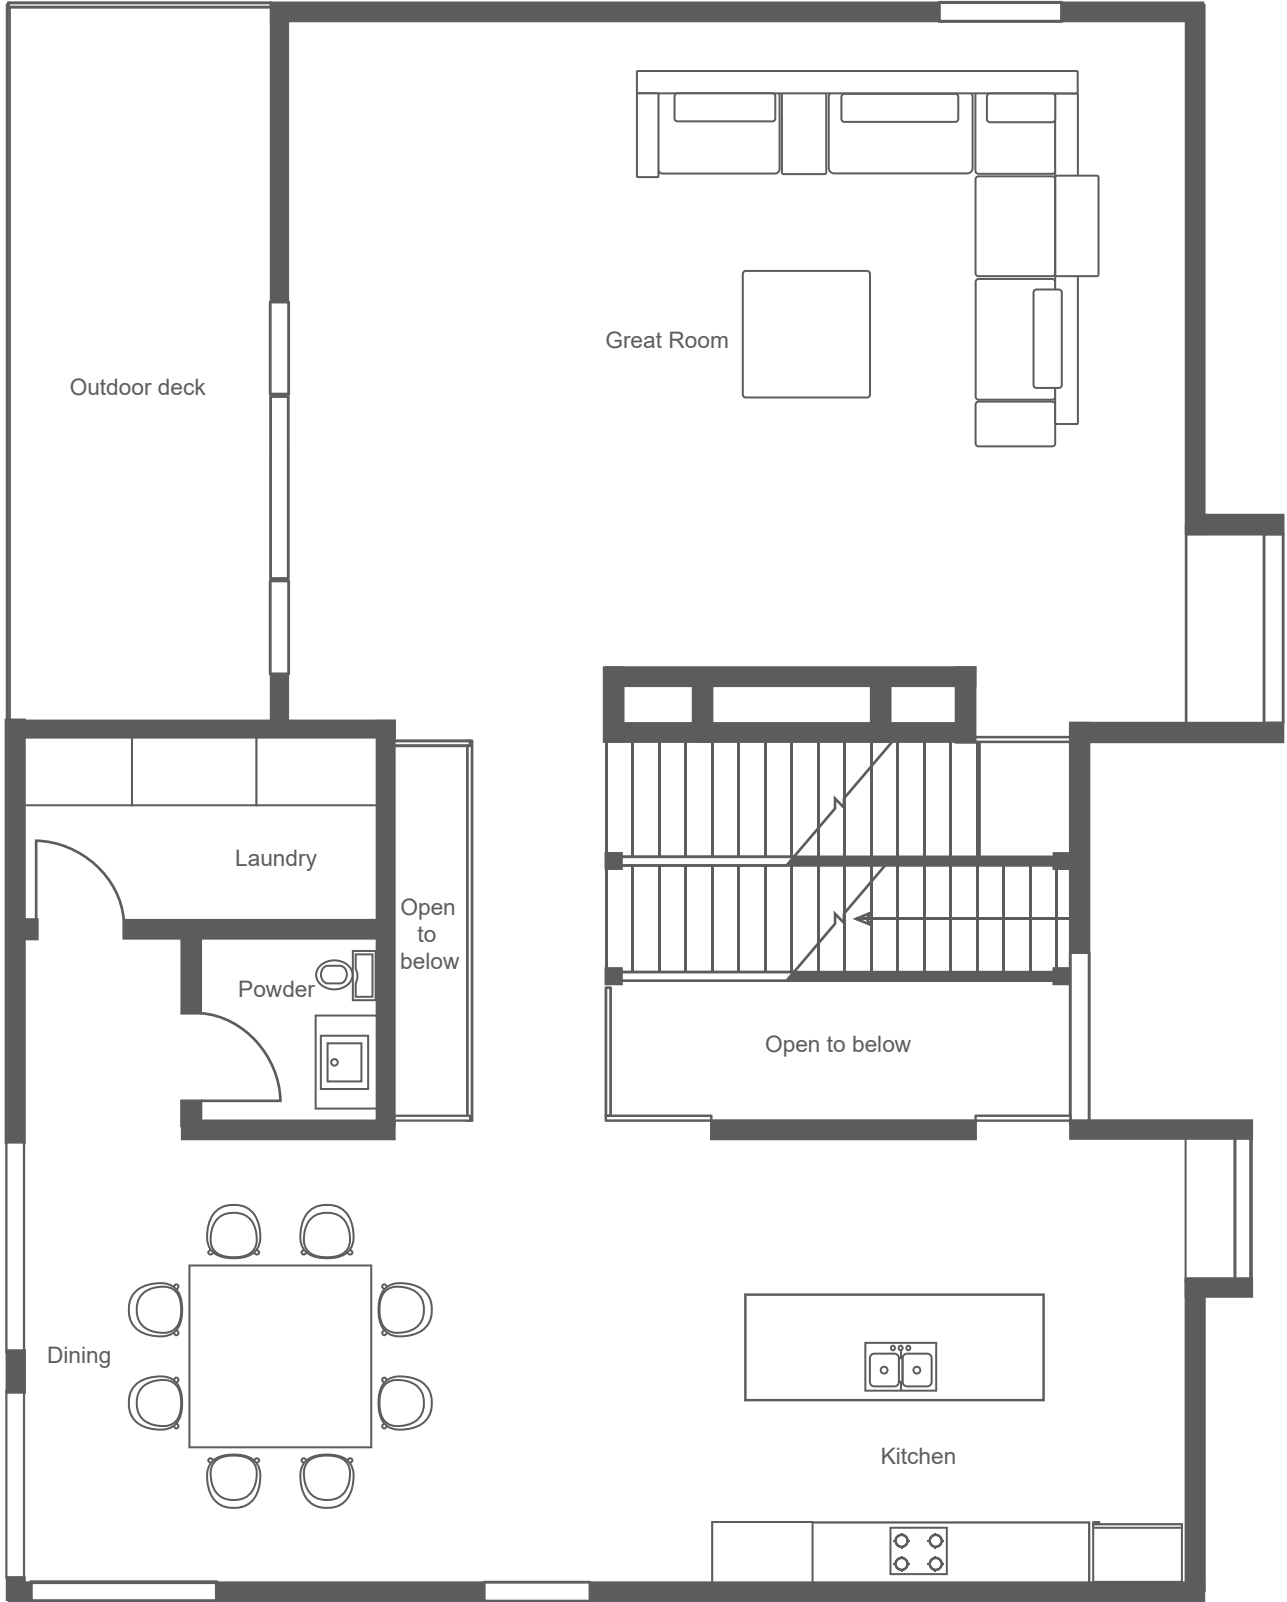 Great Room
Outdoor deck
Laundry
Open
to
below
Powder
Open to below
Dining
Kitchen